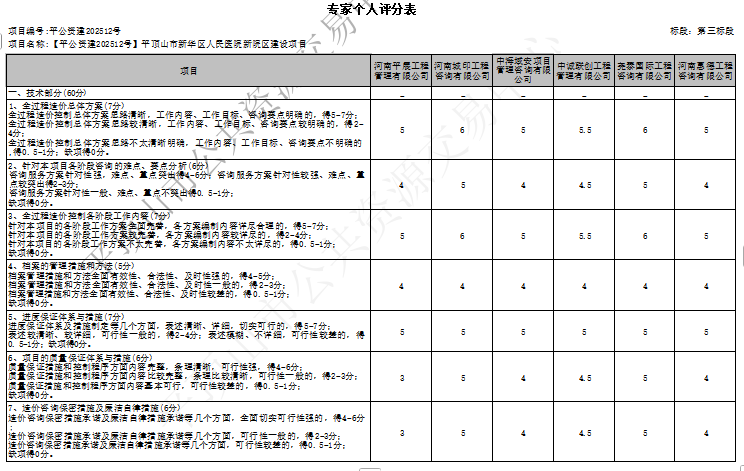 专家个人评分表
项目编号:平公资建202512号
标段: 第三标段
项目名称:【平公资建202512号】平顶山市新华区人民医院新院区建设项目
项目 河南平晟工程管理有限公司 河南城印工程咨询有限公司 中海域安项目管理咨询有限公司 中诚联创工程管理有限公司 尧泰国际工程咨询有限公司 河南惠偲工程咨询有限公司
一、技术部分(60分) - - - - - -
1、全过程造价总体方案(7分)
全过程造价控制总体方案思路清晰，工作内容、工作目标、咨询要点明确的，得5-7分;
全过程造价控制总体方案思路较清晰，工作内容、工作目标、咨询要点较明确的，得2-
4分;
全过程造价控制总体方案思路不太清晰明确，工作内容、工作目标、咨询要点不明确的
,得0.5-1分; 缺项得0分。
5 6 5 5.5 6 5
2、针对本项目各阶段咨询的难点、要点分析(6分)
咨询服务方案针对性强，难点、重点突出得4-6分; 咨询服务方案针对性较强、难点、重
点较突出得2-3分;
咨询服务方案针对性一般、难点、重点不突出得0.5-1分;
缺项得0分。
4 5 4 4.5 5 4
3、全过程造价控制各阶段工作内容(7分)
针对本项目的各阶段工作方案全面完善，各方案编制内容详尽合理的，得5-7分;
针对本项目的各阶段工作方案较完善，各方案编制内容较详尽的，得2-4分;
针对本项目的各阶段工作方案不太完善，各方案编制内容不太详尽的，得0.5-1分;
缺项得0分。
5 6 5 5.5 6 5
4、档案的管理措施和方法(5分)
档案管理措施和方法全面有效性、合法性、及时性强的，得4-5分;
档案管理措施和方法全面有效性、合法性、及时性一般的，得2-3分;
档案管理措施和方法全面有效性、合法性、及时性较差的，得0.5-1分;
缺项得0分。
4 4 4 4 4 4
5、进度保证体系与措施(7分)
进度保证体系及措施制定等几个方面，表述清晰、详细，切实可行的，得5-7分;
表述较清晰、较详细，可行性一般的，得2-4分; 表述模糊、不详细，可行性较差的，得
0.5-1分; 缺项得0分。
5 5 5 5 5 5
6、项目的质量保证体系与措施(6分)
质量保证措施和控制程序方面内容完整，条理清晰，可行性强，得4-6分;
质量保证措施和控制程序方面内容比较完整，条理比较清晰，可行性一般的，得2-3分;
质量保证措施和控制程序方面内容基本可行，可行性较差的，得0.5-1分;
缺项得0分。
3 5 4 4.5 5 4
7、造价咨询保密措施及廉洁自律措施(6分)
造价咨询保密措施承诺及廉洁自律措施承诺等几个方面，全面切实可行性强的，得4-6分
;
造价咨询保密措施承诺及廉洁自律措施承诺等几个方面，可行性一般的，得2-3分;
造价咨询保密措施承诺及廉洁自律措施承诺等几个方面，可行性较差的，得0.5-1分;
缺项得0分。
3 5 4 4.5 5 4
平顶山市公共资源交易中心